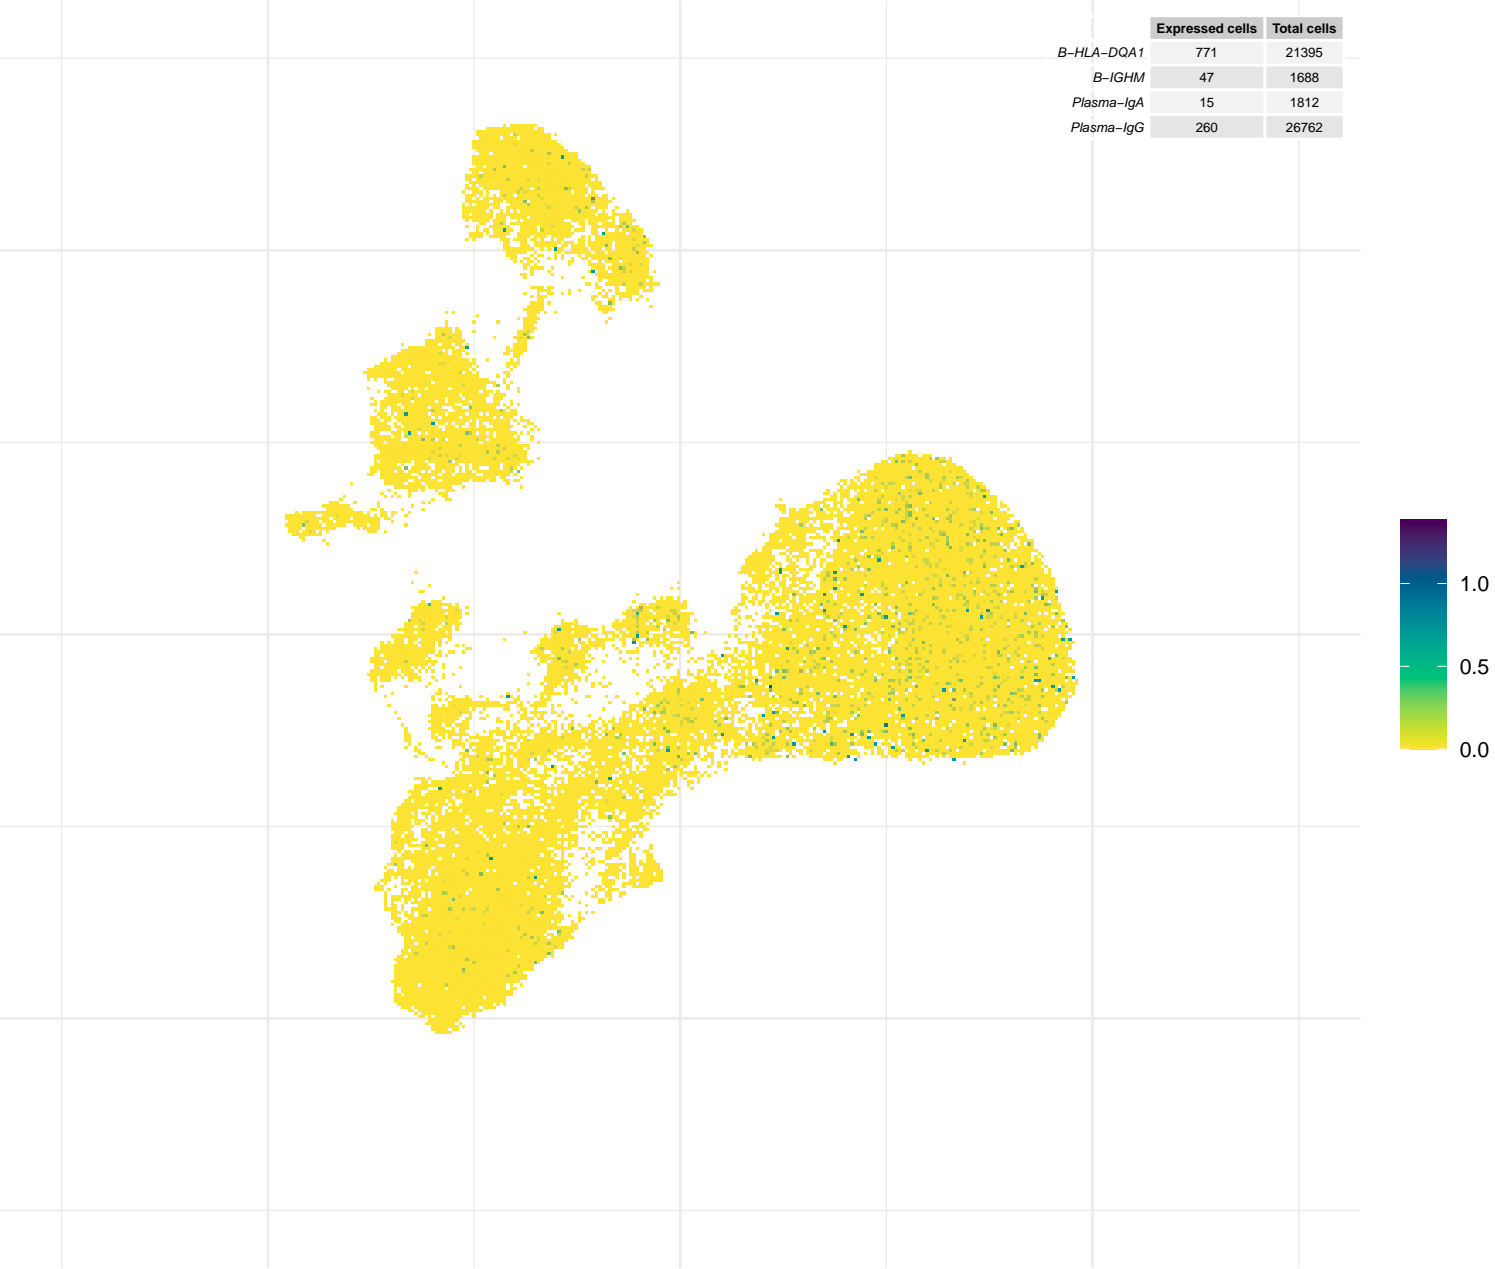 Expressed cells Total cells
B−HLA−DQA1 771 21395
B−IGHM 47 1688
Plasma−IgA 15 1812
Plasma−IgG 260 26762
1.0
0.5
0.0